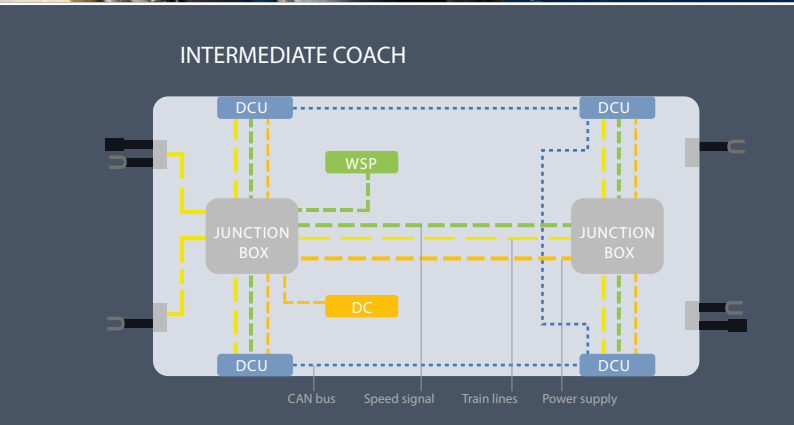 INTERMEDIATE COACH
DCU
DCU
WSP
JUNCTION
BOX
JUNCTION
BOX
DC
DCU
DCU
CAN bus
Speed signal
Train lines
Power supply